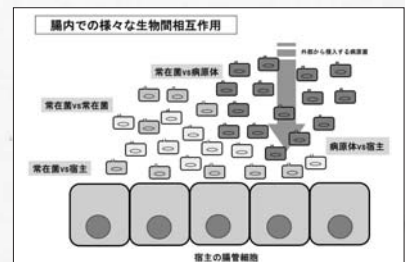 腸内での様々な生物間相互作用
外部から侵入する病原菌
常在菌vs病原体
常在菌vs常在菌
病原体vs宿主
常在菌vs宿主
宿主の腸管細胞